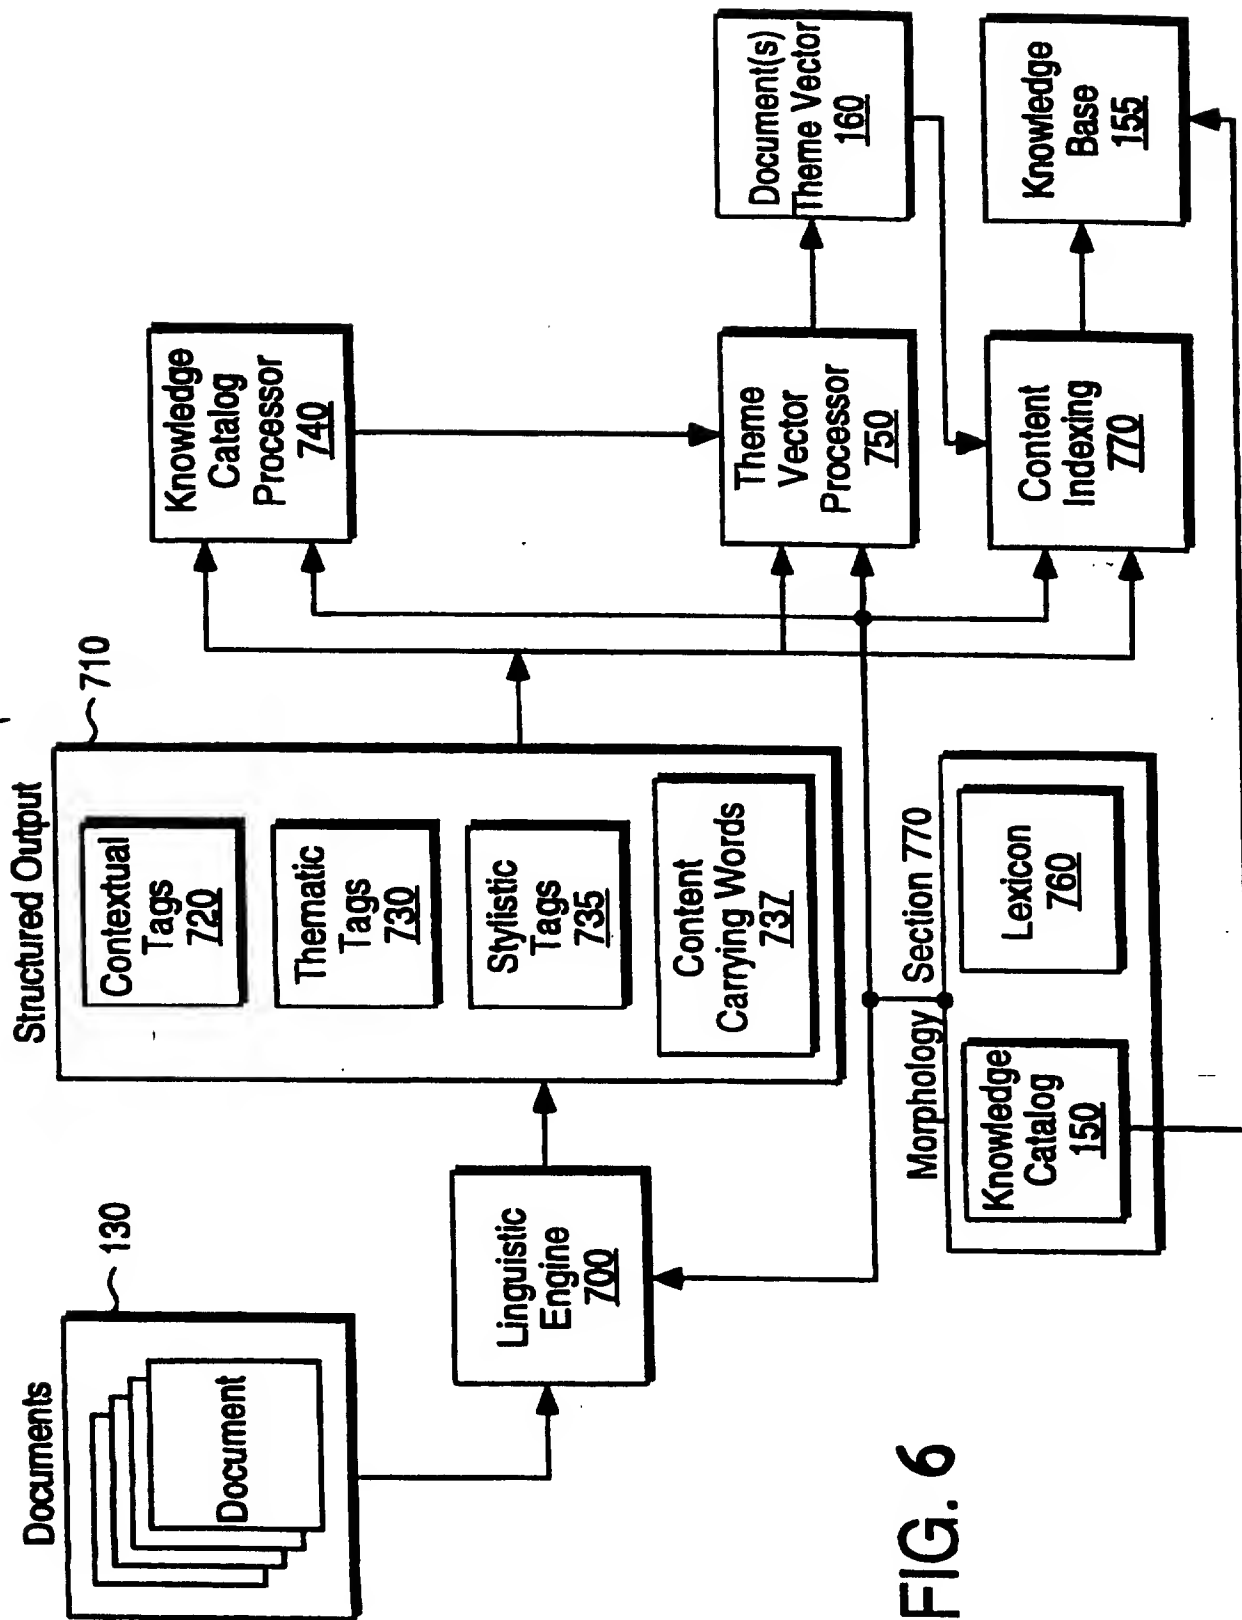 Documents
130
Document
Linguistic
Engine
700
Structured Output
710
Contextual
Tags
720
Thematic
Tags
730
Stylistic
Tags
735
Content
Carrying Words
737
Morphology Section 770
Knowledge
Catalog
150
Lexicon
760
Knowledge
Catalog
Processor
740
Theme
Vector
Processor
750
Content
Indexing
770
Document(s)
Theme Vector
160
Knowledge
Base
155
FIG. 6